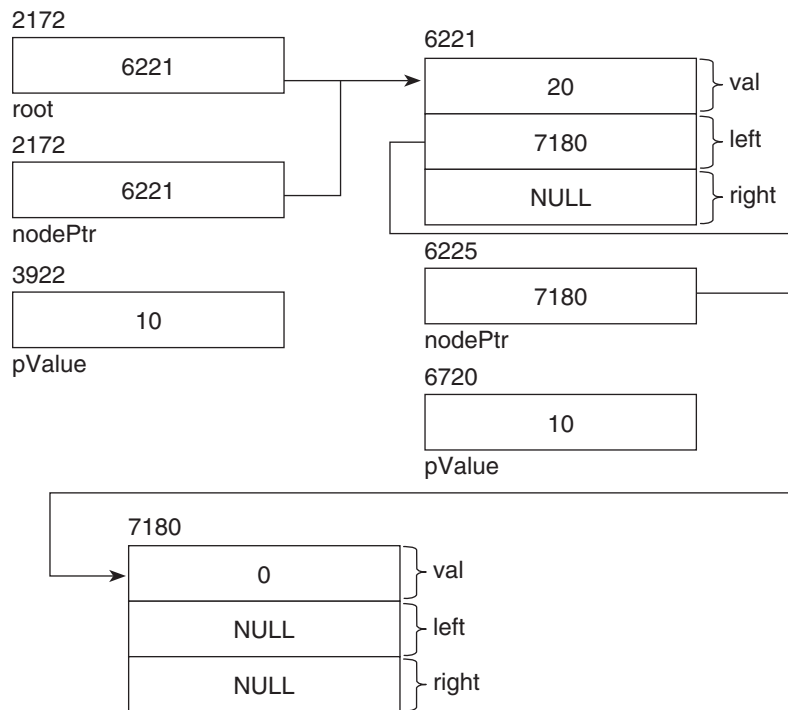 2172
6221
root
2172
6221
nodePtr
3922
10
pValue
6221
20
val
7180
left
NULL
right
6225
7180
nodePtr
6720
10
pValue
7180
0
val
NULL
left
NULL
right